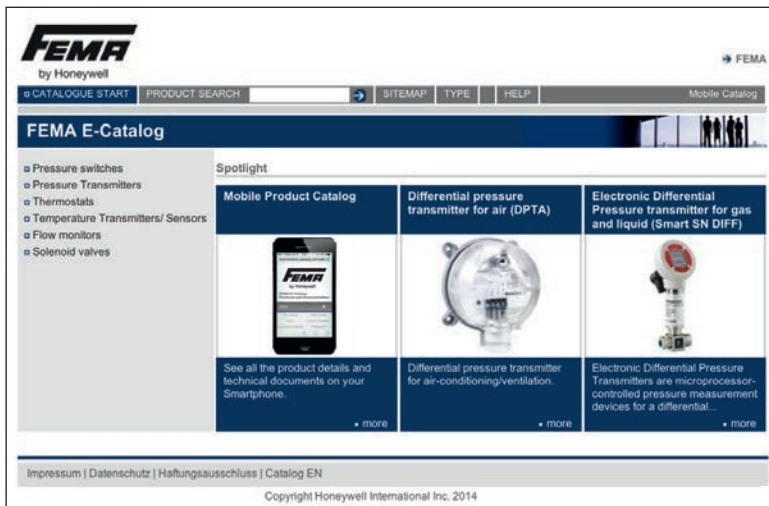 FEMA
by Honeywell
FEMA
CATALOGUE START
PRODUCT SEARCH
SITEMAP
TYPE
HELP
Mobile Catalog
FEMA E-Catalog
Pressure switches
Pressure Transmitters
Thermostats
Temperature Transmitters/ Sensors
Flow monitors
Solenoid valves
Spotlight
Mobile Product Catalog
FEMA
by Honeywell
See all the product details and
technical documents on your
Smartphone.
• more
Differential pressure
transmitter for air (DPTA)
Differential pressure transmitter
for air-conditioning/ventilation.
• more
Electronic Differential
Pressure transmitter for gas
and liquid (Smart SN DIFF)
Electronic Differential Pressure
Transmitters are microprocessor-
controlled pressure measurement
devices for a differential...
• more
Impressum | Datenschutz | Haftungsausschluss | Catalog EN
Copyright Honeywell International Inc. 2014